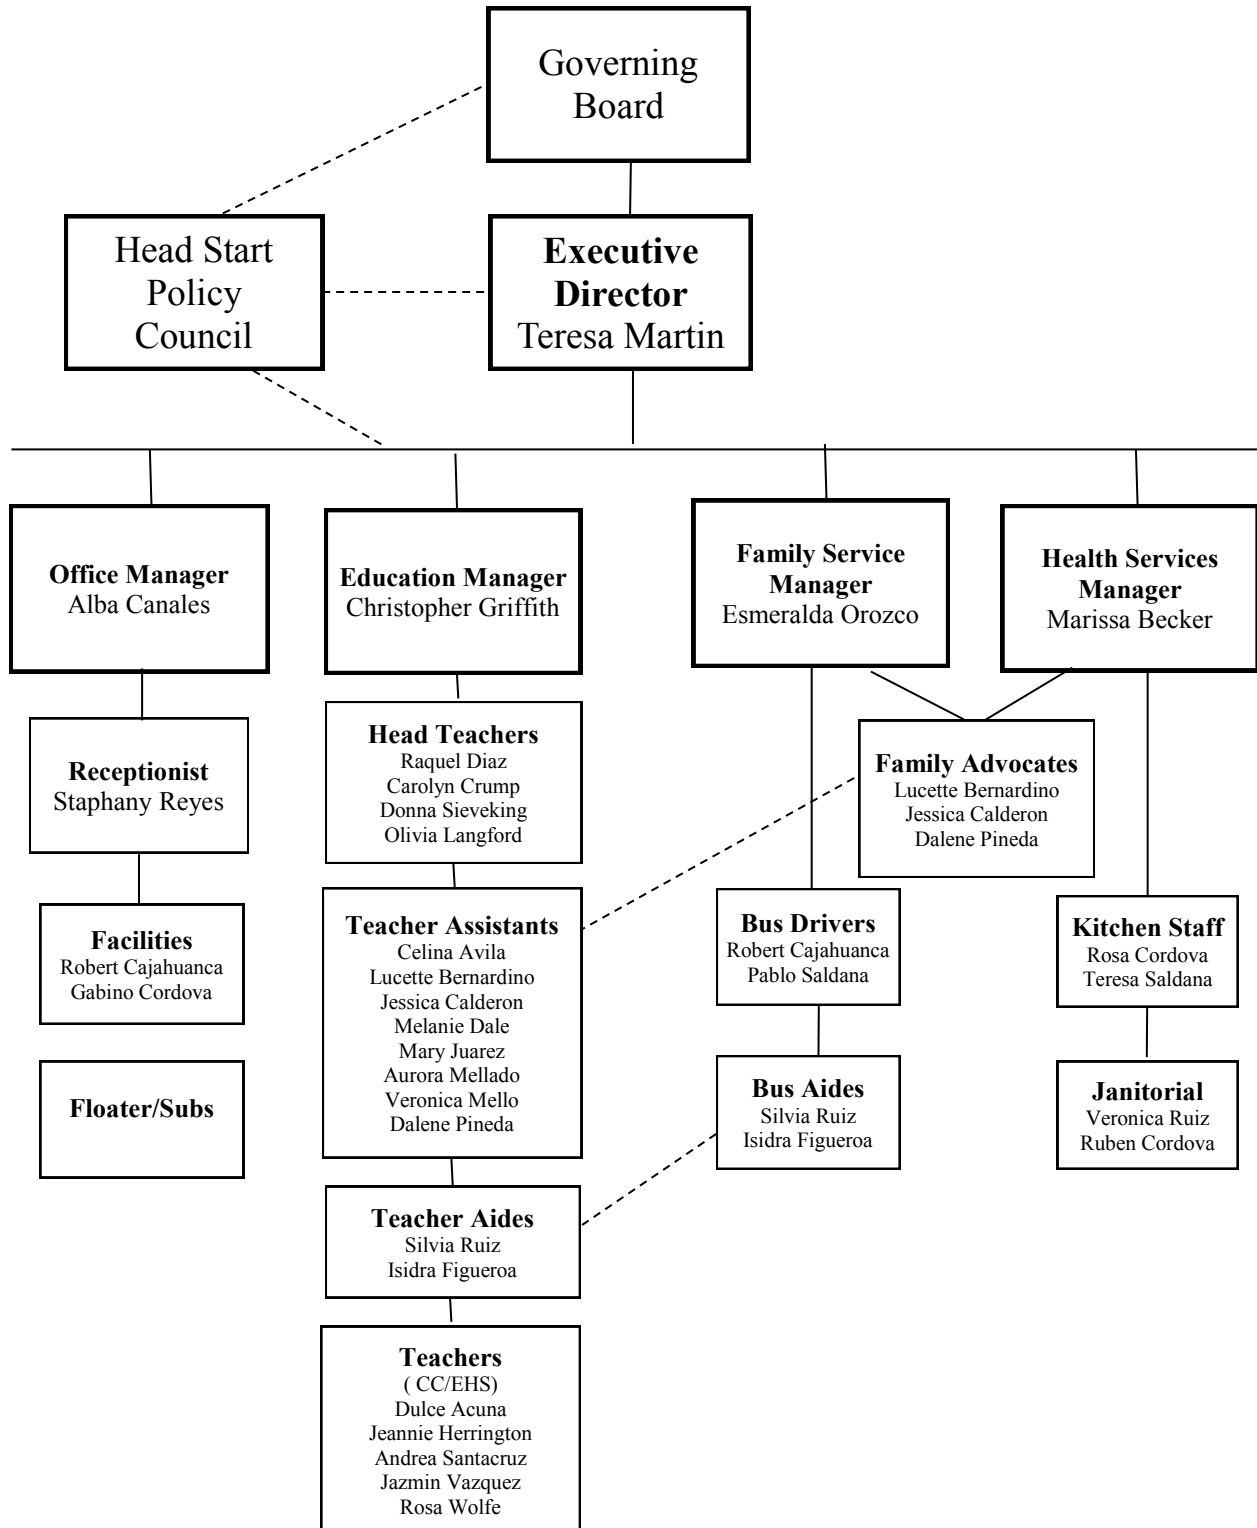 Governing
Board
Head Start
Policy
Council
Executive
Director
Teresa Martin
Office Manager
Alba Canales
Education Manager
Christopher Griffith
Family Service
Manager
Esmeralda Orozco
Health Services
Manager
Marissa Becker
Receptionist
Staphany Reyes
Head Teachers
Raquel Diaz
Carolyn Crump
Donna Sieveking
Olivia Langford
Family Advocates
Lucette Bernardino
Jessica Calderon
Dalene Pineda
Facilities
Robert Cajahuanca
Gabino Cordova
Teacher Assistants
Celina Avila
Lucette Bernardino
Jessica Calderon
Melanie Dale
Mary Juarez
Aurora Mellado
Veronica Mello
Dalene Pineda
Bus Drivers
Robert Cajahuanca
Pablo Saldana
Kitchen Staff
Rosa Cordova
Teresa Saldana
Floater/Subs
Bus Aides
Silvia Ruiz
Isidra Figueroa
Janitorial
Veronica Ruiz
Ruben Cordova
Teacher Aides
Silvia Ruiz
Isidra Figueroa
Teachers
( CC/EHS)
Dulce Acuna
Jeannie Herrington
Andrea Santacruz
Jazmin Vazquez
Rosa Wolfe